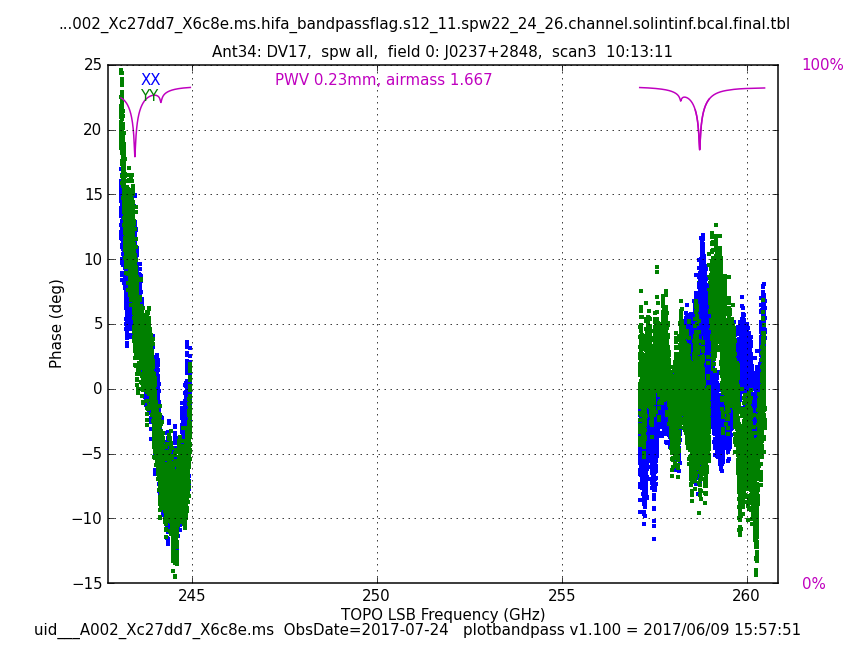 ...002_Xc27dd7_X6c8e.ms.hifa_bandpassflag.s12_11.spw22_24_26.channel.solintinf.bcal.final.tbl
Ant34: DV17,  spw all,  field 0: J0237+2848,  scan3  10:13:11
25
100%
XX
PWV 0.23mm, airmass 1.667
YY
20
15
10
5
0
−5
−10
−15
0%
Phase (deg)
245
250
255
260
TOPO LSB Frequency (GHz)
uid___A002_Xc27dd7_X6c8e.ms  ObsDate=2017-07-24   plotbandpass v1.100 = 2017/06/09 15:57:51